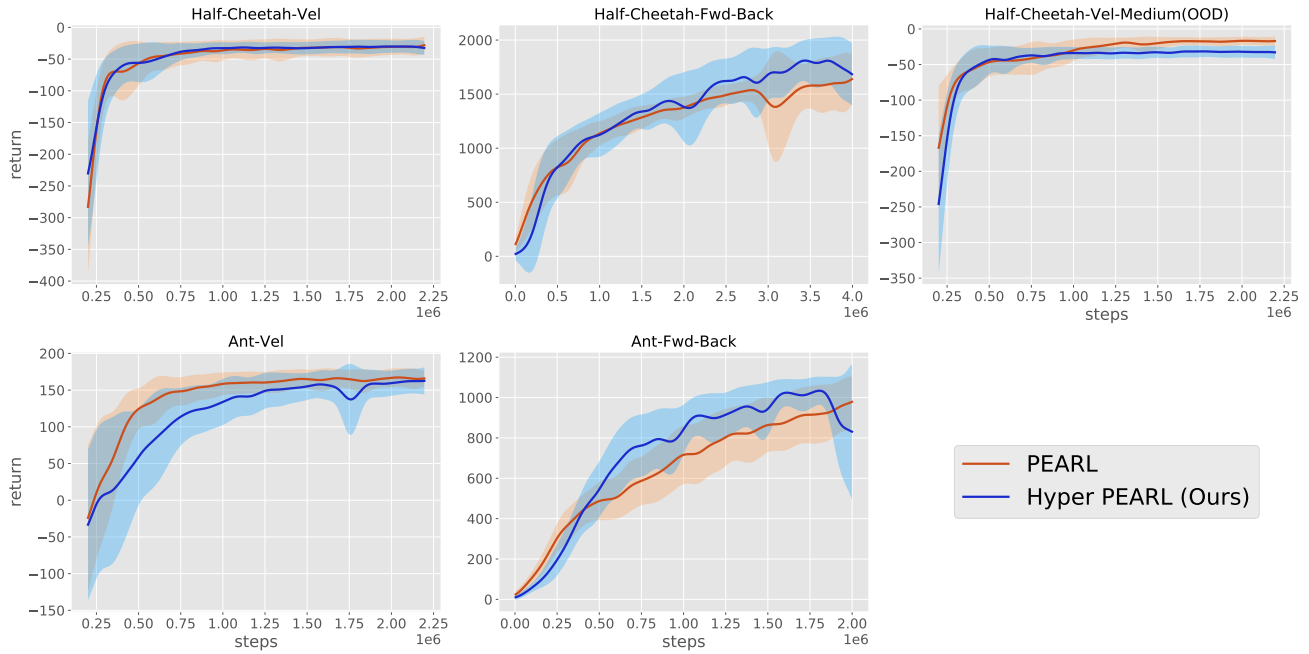 Half-Cheetah-Vel
0
−50
−100
−150
−200
−250
−300
−350
−400
return
0.25 0.50 0.75 1.00 1.25 1.50 1.75 2.00 2.25
1e6
Half-Cheetah-Fwd-Back
2000
1500
1000
500
0
0.0 0.5 1.0 1.5 2.0 2.5 3.0 3.5 4.0
1e6
Half-Cheetah-Vel-Medium(OOD)
0
−50
−100
−150
−200
−250
−300
−350
0.25 0.50 0.75 1.00 1.25 1.50 1.75 2.00 2.25
steps 1e6
Ant-Vel
200
150
100
50
0
−50
−100
−150
return
0.25 0.50 0.75 1.00 1.25 1.50 1.75 2.00 2.25
steps 1e6
Ant-Fwd-Back
1200
1000
800
600
400
200
0
0.00 0.25 0.50 0.75 1.00 1.25 1.50 1.75 2.00
steps 1e6
PEARL
Hyper PEARL (Ours)